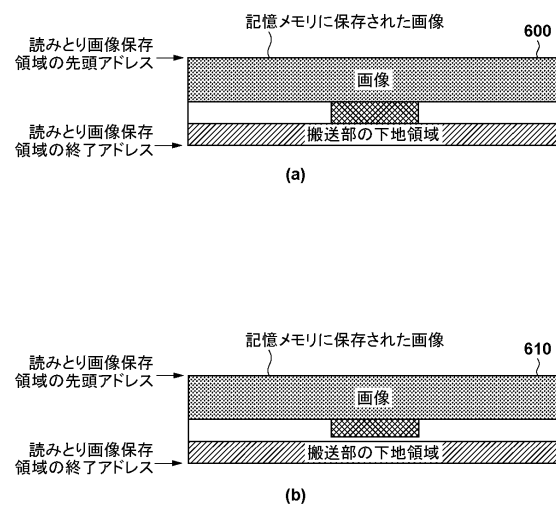 記憶メモリに保存された画像
600
読みとり画像保存
領域の先頭アドレス
画像
読みとり画像保存
領域の終了アドレス
搬送部の下地領域
(a)
記憶メモリに保存された画像
610
読みとり画像保存
領域の先頭アドレス
画像
読みとり画像保存
領域の終了アドレス
搬送部の下地領域
(b)